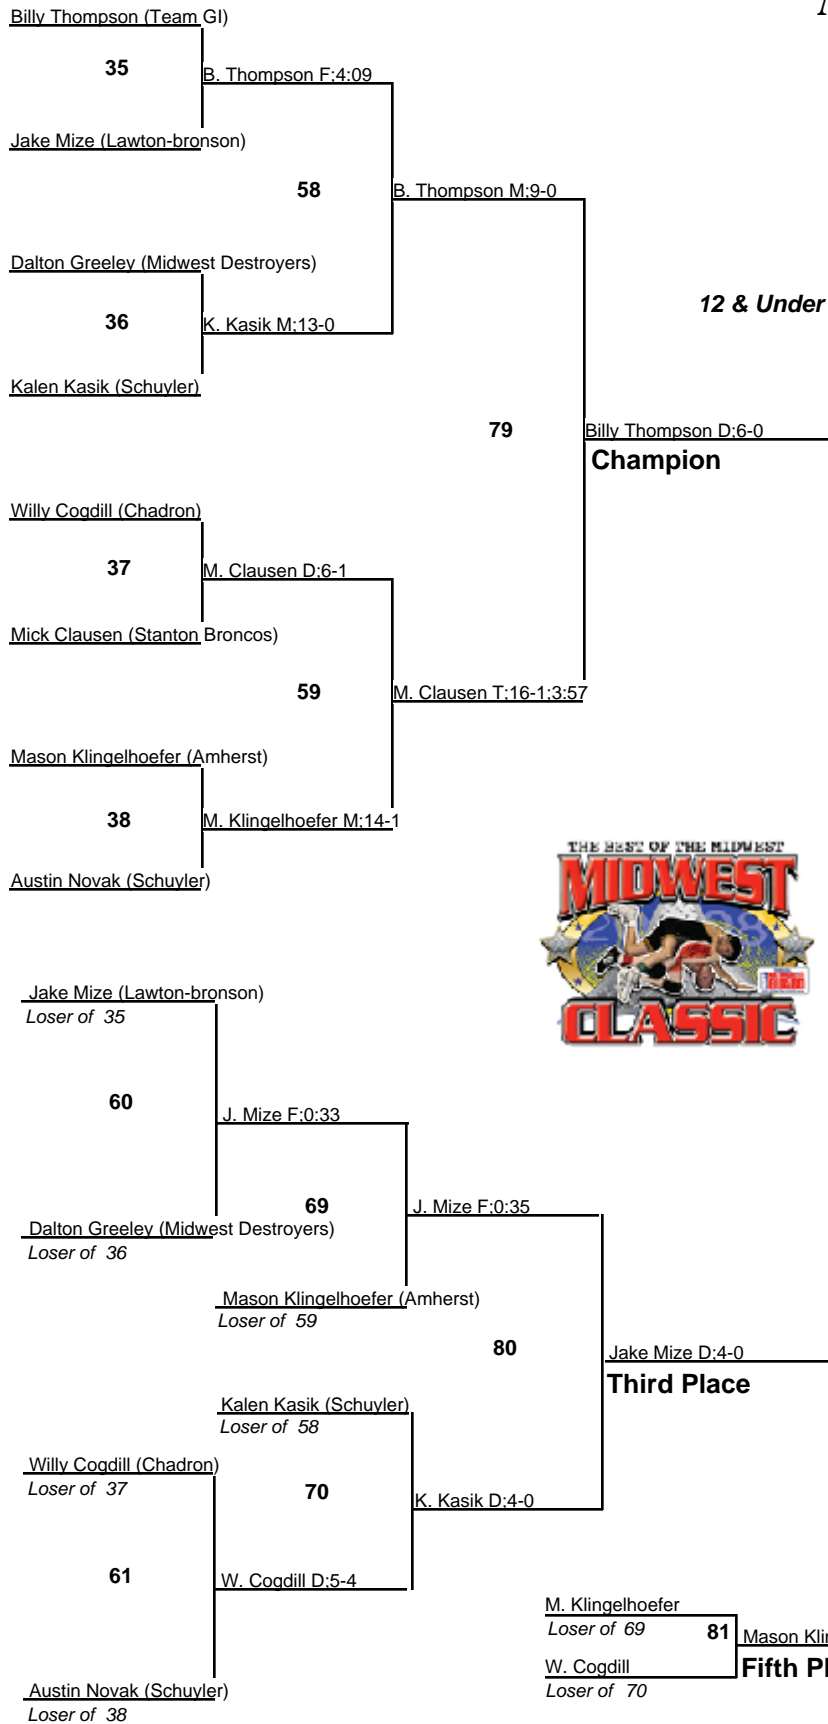 Billy Thompson (Team GI)
35
B. Thompson F;4:09
Jake Mize (Lawton-bronson)
58
B. Thompson M;9-0
Dalton Greeley (Midwest Destroyers)
12 & Under
36
K. Kasik M;13-0
Kalen Kasik (Schuyler)
79
Billy Thompson D;6-0
Champion
Willy Cogdill (Chadron)
37
M. Clausen D;6-1
Mick Clausen (Stanton Broncos)
59
M. Clausen T;16-1;3:57
Mason Klingelhoefer (Amherst)
38
M. Klingelhoefer M;14-1
Austin Novak (Schuyler)
THE BEST OF THE MIDWEST
MIDWEST
CLASSIC
Jake Mize (Lawton-bronson)
Loser of 35
60
J. Mize F;0:33
69
J. Mize F;0:35
Dalton Greeley (Midwest Destroyers)
Loser of 36
Mason Klingelhoefer (Amherst)
Loser of 59
80
Jake Mize D;4-0
Third Place
Kalen Kasik (Schuyler)
Loser of 58
Willy Cogdill (Chadron)
Loser of 37
70
K. Kasik D;4-0
61
W. Cogdill D;5-4
M. Klingelhoefer
Loser of 69
81
Mason
W. Cogdill
Fifth
Loser of 70
Austin Novak (Schuyler)
Loser of 38